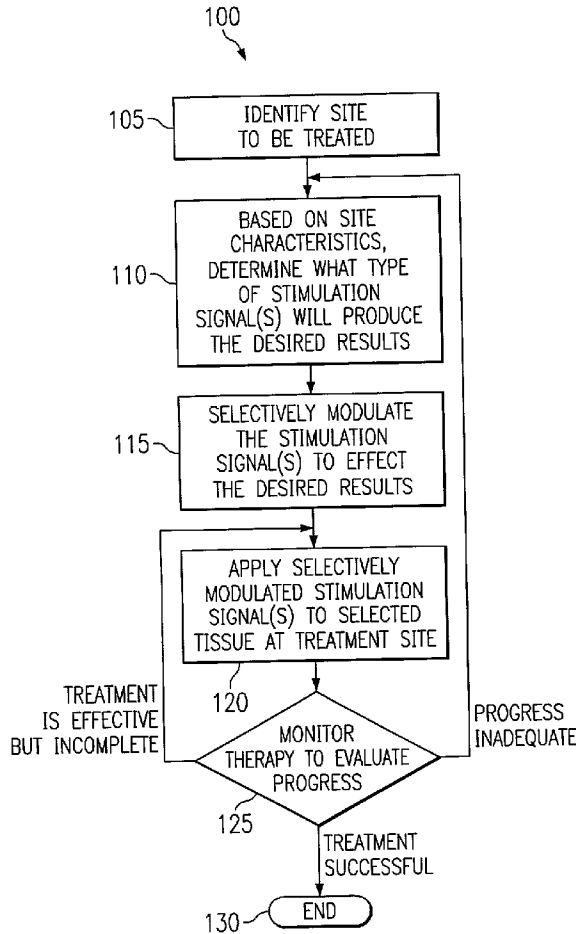 100
105
IDENTIFY SITE
TO BE TREATED
110
BASED ON SITE
CHARACTERISTICS,
DETERMINE WHAT TYPE
OF STIMULATION
SIGNAL(S) WILL PRODUCE
THE DESIRED RESULTS
115
SELECTIVELY MODULATE
THE STIMULATION
SIGNAL(S) TO EFFECT
THE DESIRED RESULTS
APPLY SELECTIVELY
MODULATED STIMULATION
SIGNAL(S) TO SELECTED
TISSUE AT TREATMENT SITE
120
TREATMENT
IS EFFECTIVE
BUT INCOMPLETE
MONITOR
THERAPY TO EVALUATE
PROGRESS
125
PROGRESS
INADEQUATE
TREATMENT
SUCCESSFUL
130
END